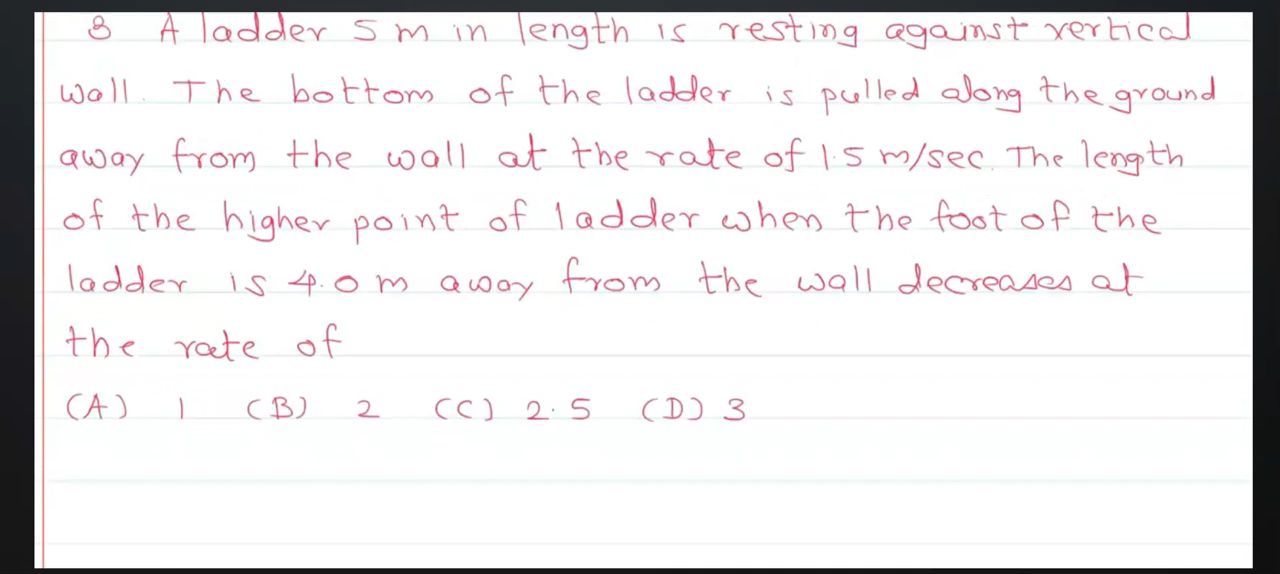 8 A ladder 5 m in length is resting against vertical
wall. The bottom of the ladder is pulled along the ground
away from the wall at the rate of 1.5 m/sec. The length
of the higher point of ladder when the foot of the
ladder is 4.0 m away from the wall decreases at
the rate of
(A) 1 (B) 2 (C) 2.5 (D) 3